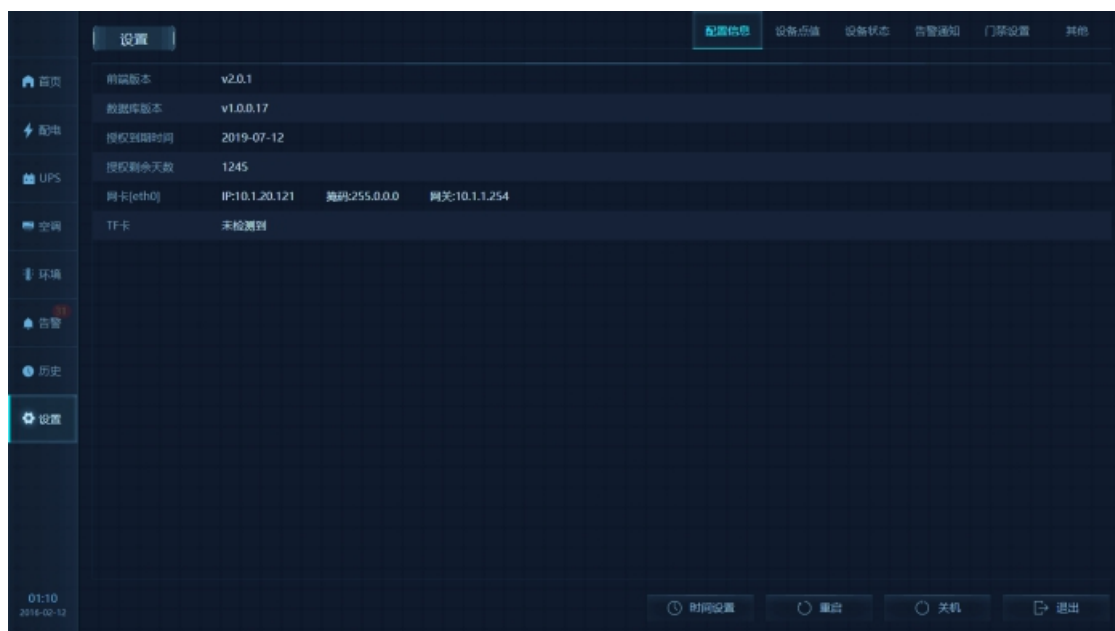 设置
配置信息 设备点值 设备状态 告警通知 门禁设置 其他
首页
配电
UPS
空调
环境
31
告警
历史
设置
前端版本 v2.0.1
数据库版本 v1.0.0.17
授权到期时间 2019-07-12
授权剩余天数 1245
网卡[eth0] IP:10.1.20.121 掩码:255.0.0.0 网关:10.1.1.254
TF卡 未检测到
01:10
2016-02-12
时间设置 重启 关机 退出